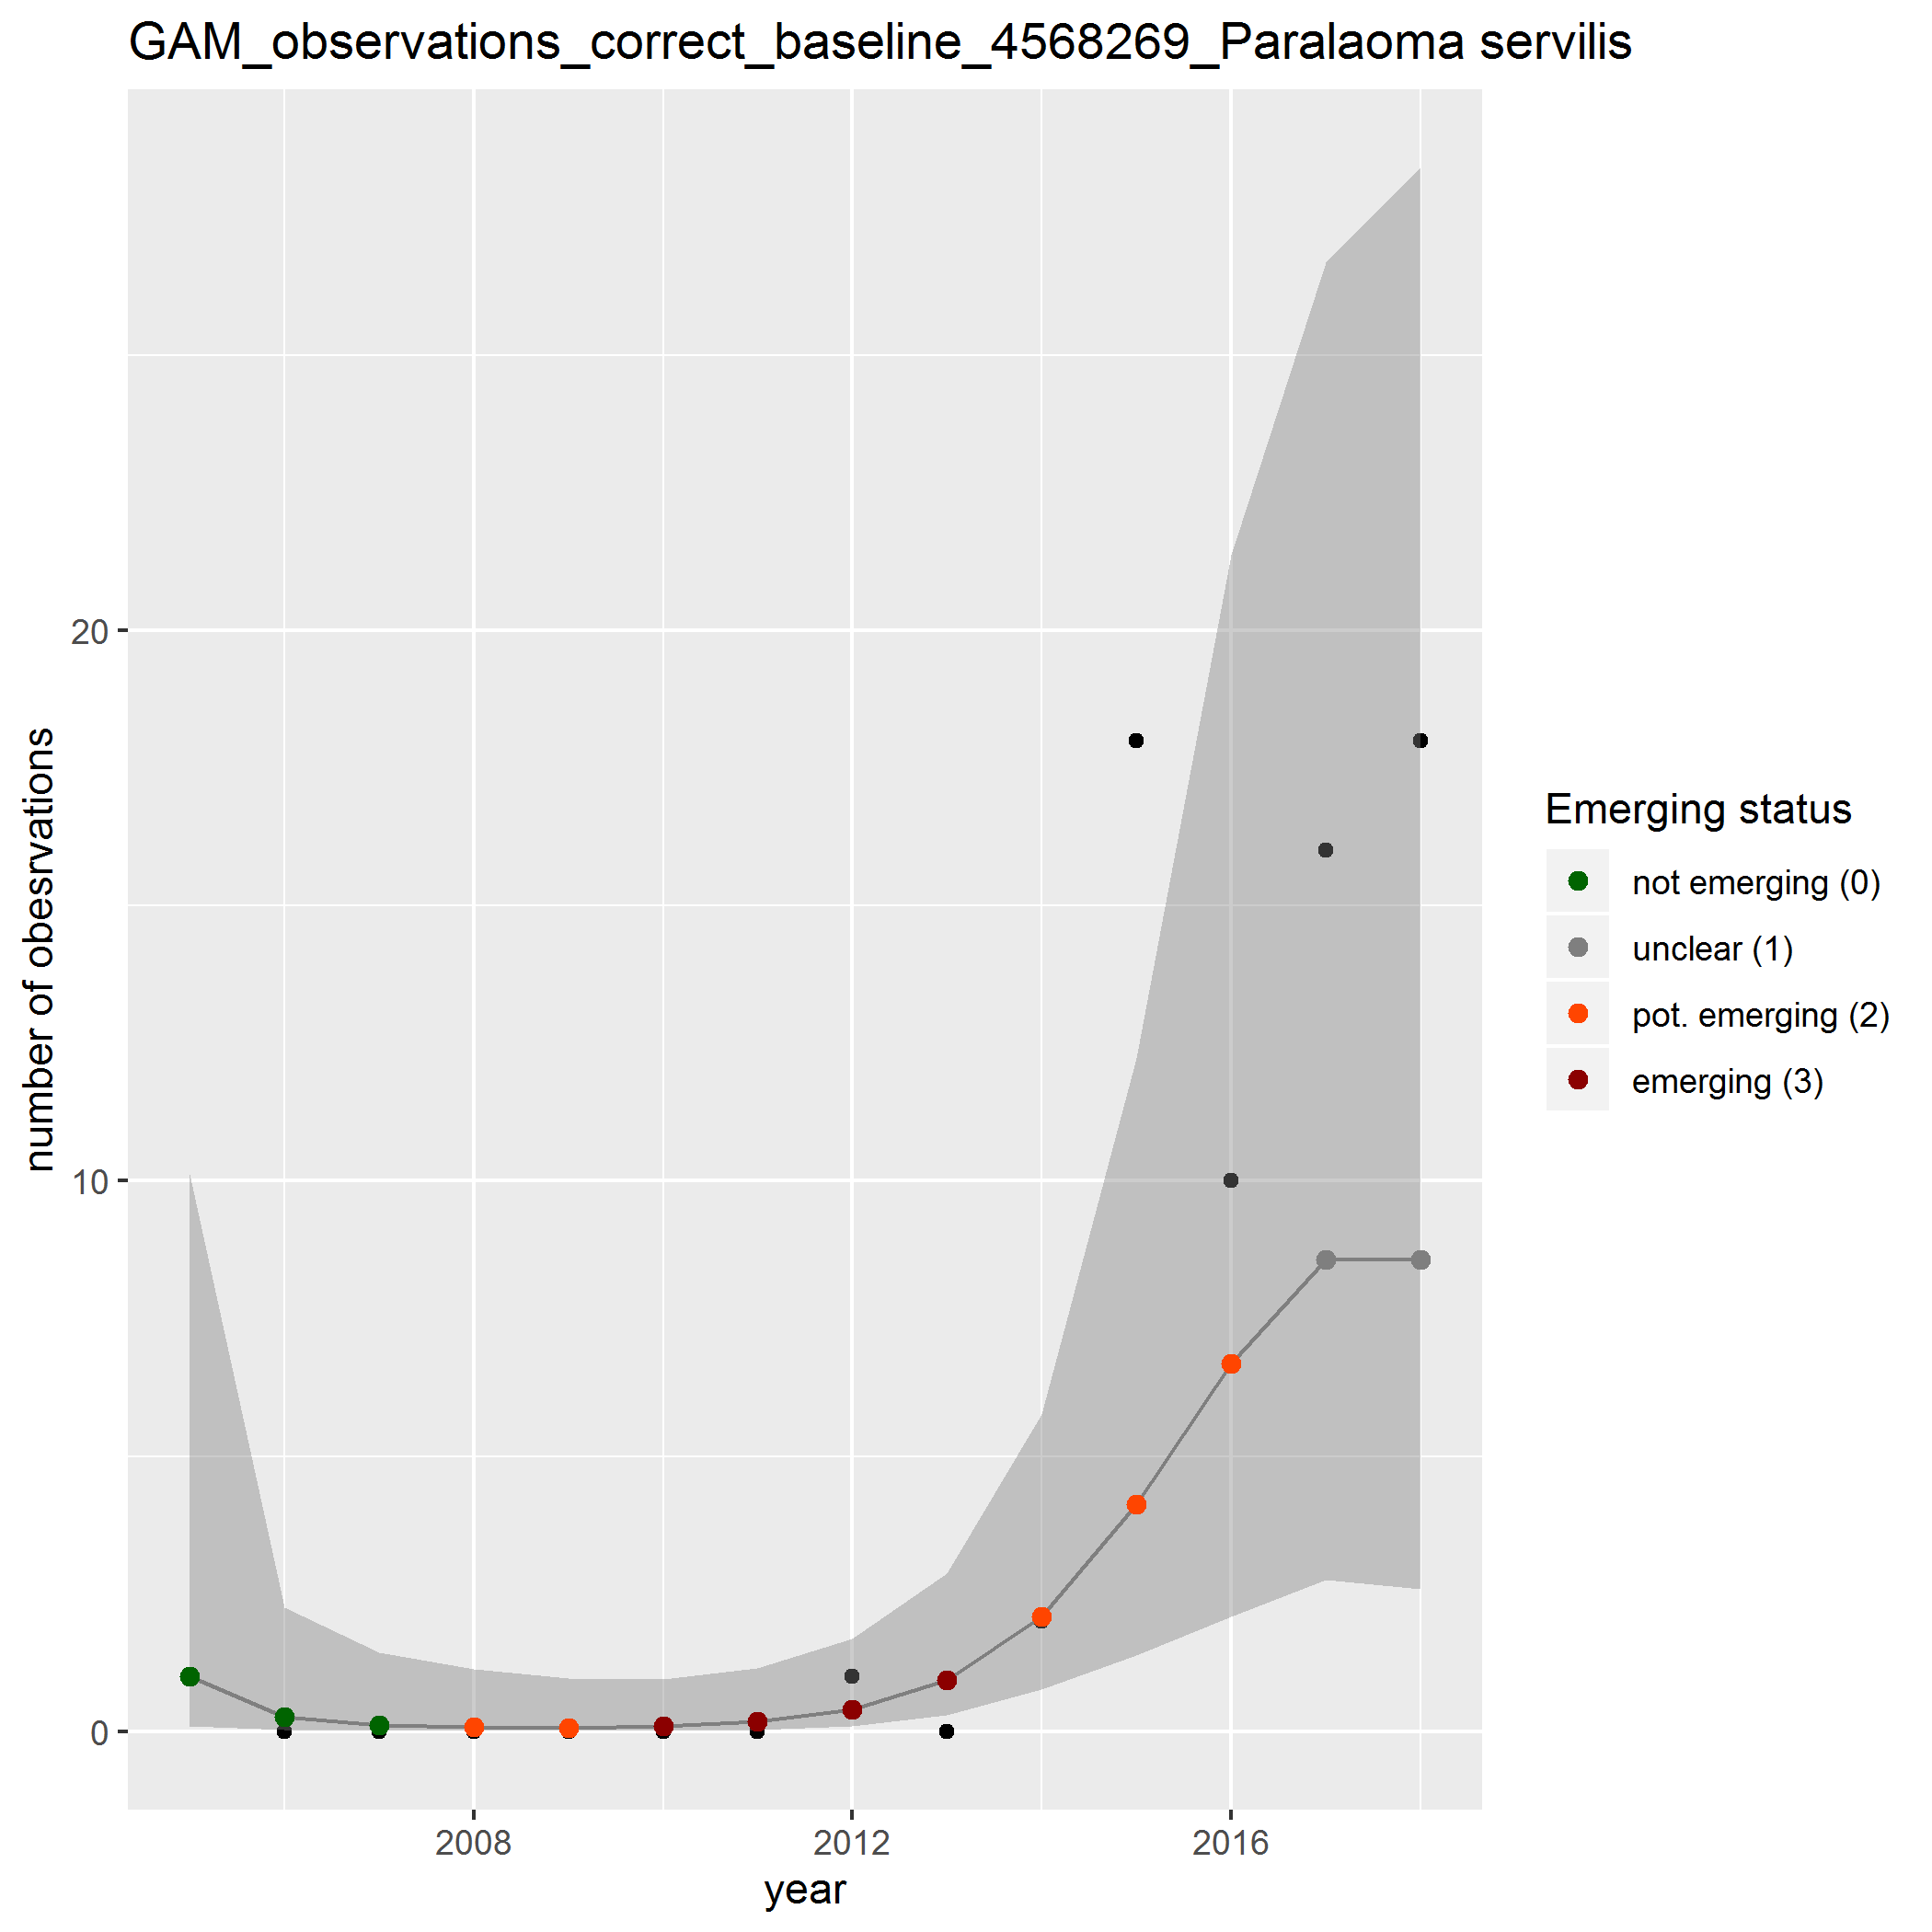 GAM_observations_correct_baseline_4568269_Paralaoma servilis
number of obesrvations
20
10
0
2008
2012
2016
year
Emerging status
not emerging (0)
unclear (1)
pot. emerging (2)
emerging (3)